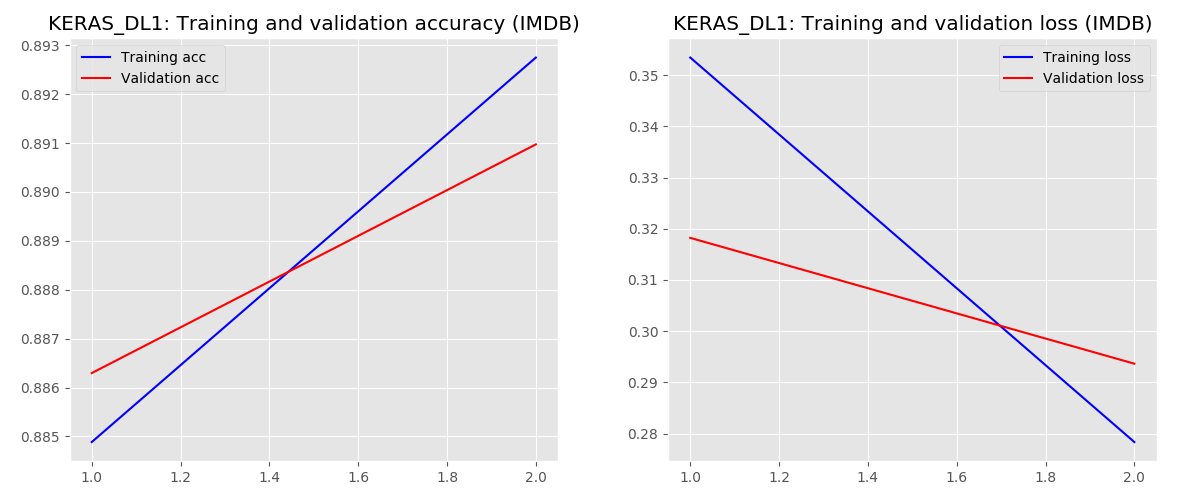 KERAS_DL1: Training and validation accuracy (IMDB)
Training acc
Validation acc
0.893
0.892
0.891
0.890
0.889
0.888
0.887
0.886
0.885
1.0 1.2 1.4 1.6 1.8 2.0
KERAS_DL1: Training and validation loss (IMDB)
Training loss
Validation loss
0.35
0.34
0.33
0.32
0.31
0.30
0.29
0.28
1.0 1.2 1.4 1.6 1.8 2.0